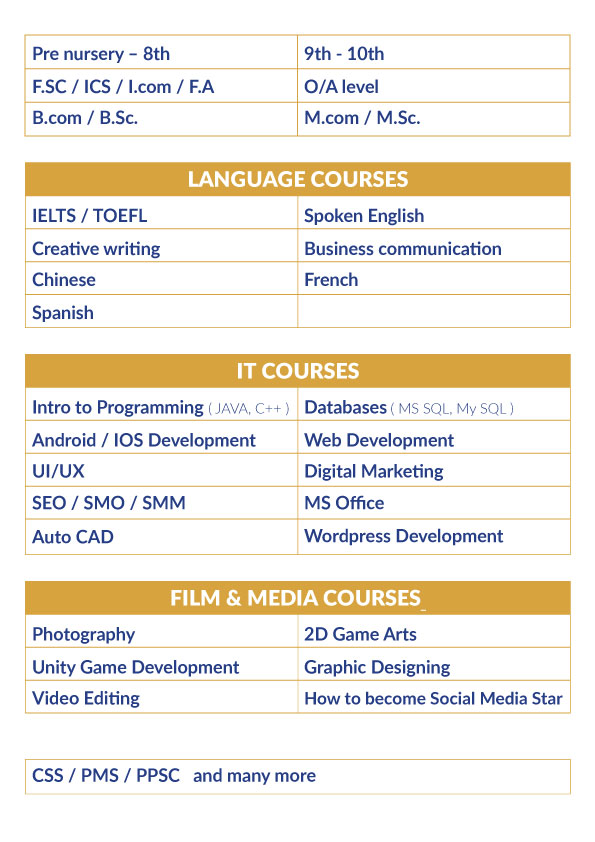 Pre nursery – 8th 9th - 10th
F.SC / ICS / I.com / F.A O/A level
B.com / B.Sc. M.com / M.Sc.
LANGUAGE COURSES
IELTS / TOEFL Spoken English
Creative writing Business communication
Chinese French
Spanish
IT COURSES
Intro to Programming ( JAVA, C++ ) Databases ( MS SQL, My SQL )
Android / IOS Development Web Development
UI/UX Digital Marketing
SEO / SMO / SMM MS Office
Auto CAD Wordpress Development
FILM & MEDIA COURSES_
Photography 2D Game Arts
Unity Game Development Graphic Designing
Video Editing How to become Social Media Star
CSS / PMS / PPSC and many more